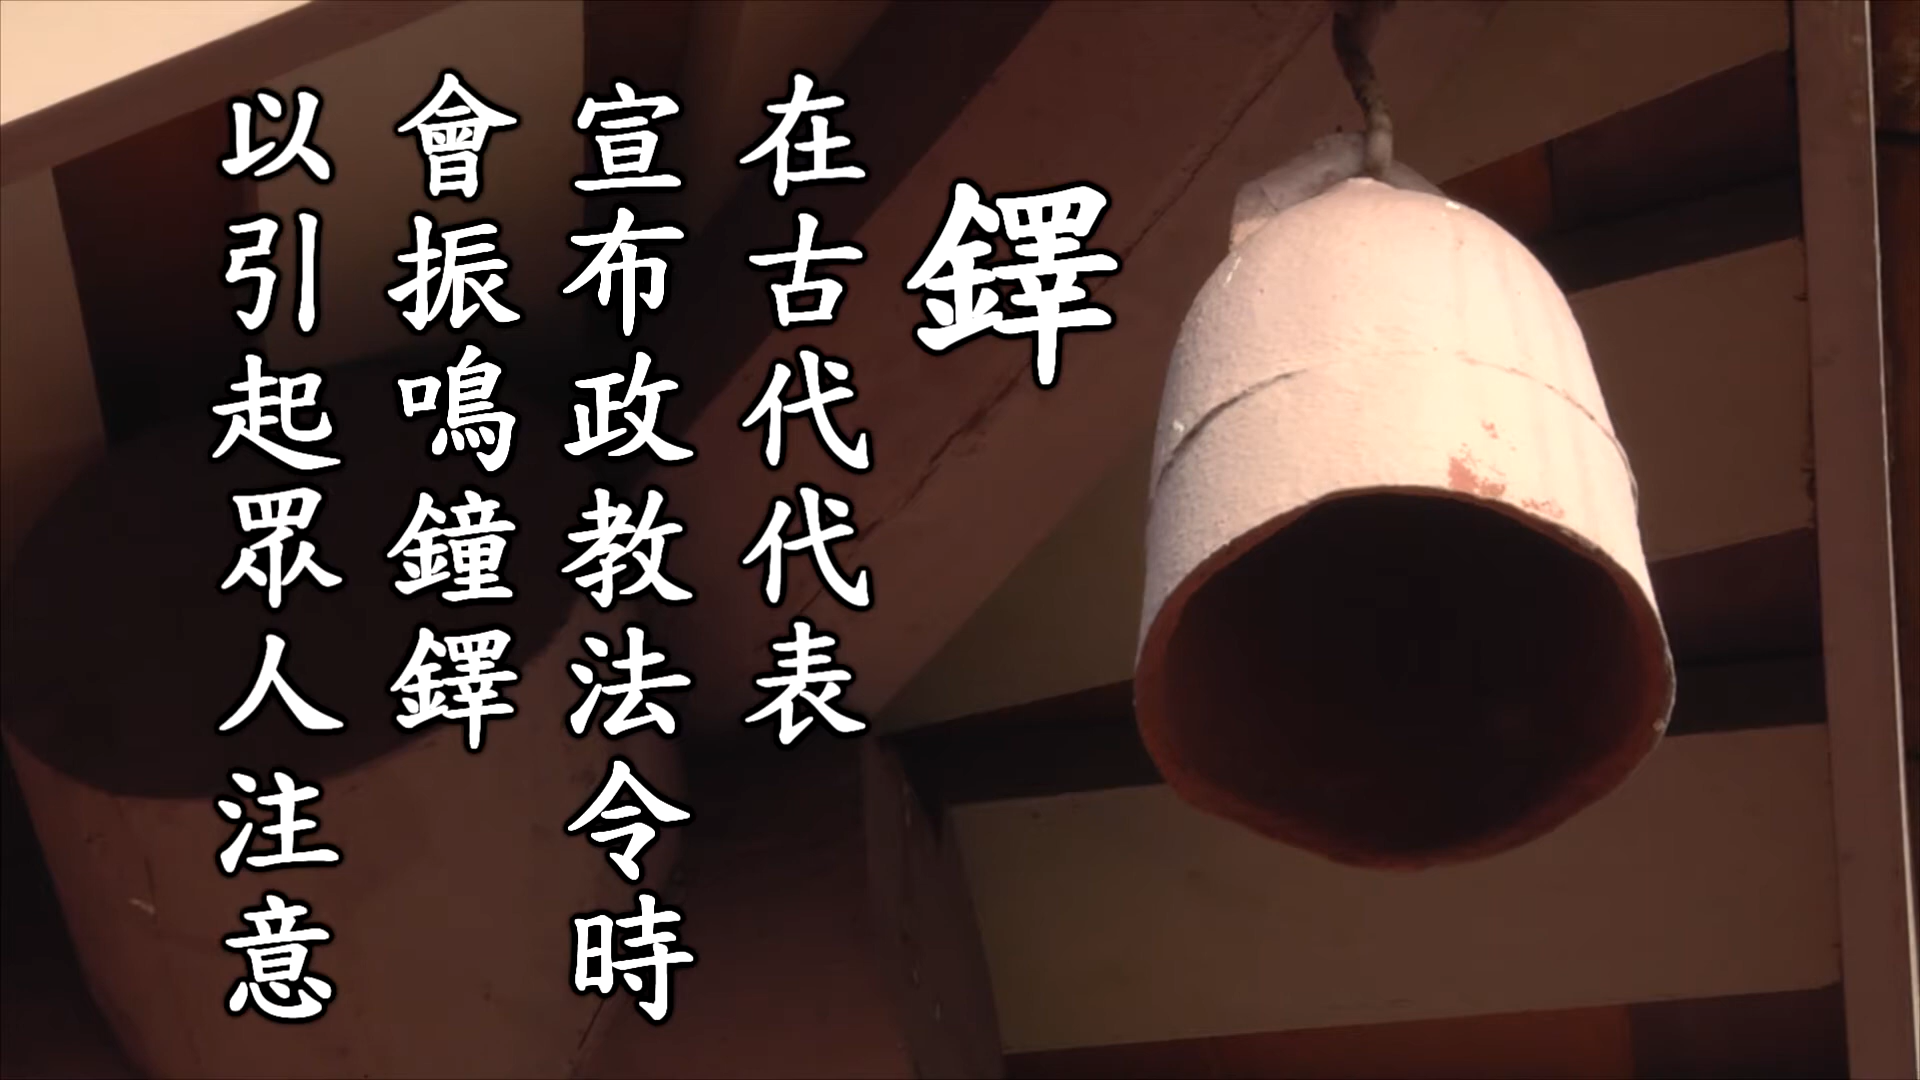 鐸
在古代代表
宣布政教法令時
會振鳴鐘鐸
以引起眾人注意